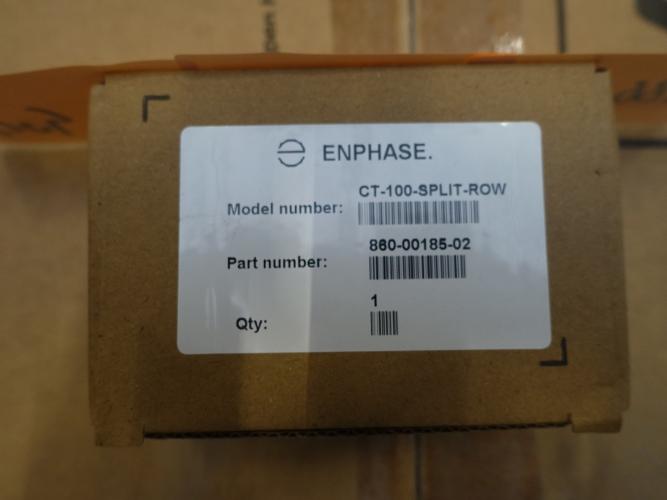 ENPHASE.
CT-100-SPLIT-ROW
Model number:
860-00185-02
Part number:
1
Qty: